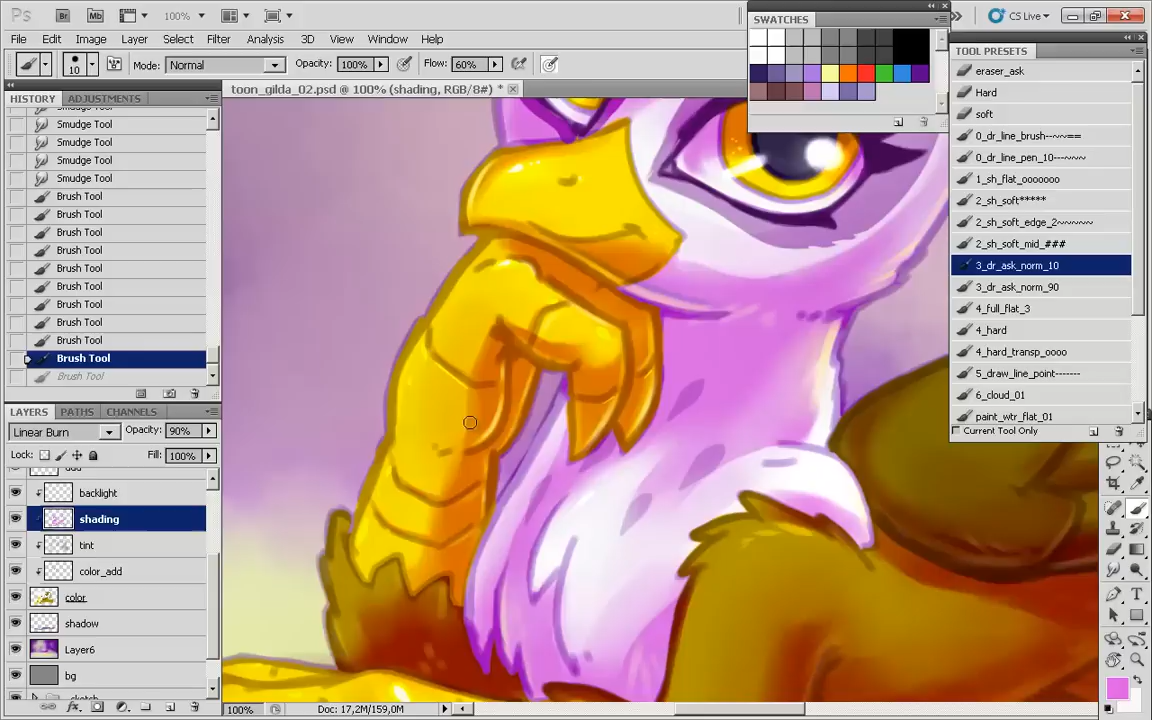 Ps
Br
Mb
100%
CS Live
File Edit Image Layer Select Filter Analysis 3D View Window Help
10
Mode: Normal
Opacity: 100%
Flow: 60%
SWATCHES
TOOL PRESETS
eraser_ask
Hard
soft
0_dr_line_brush--~~==
0_dr_line_pen_10---~~~
1_sh_flat_ooooooo
2_sh_soft*****
2_sh_soft_edge_2~~~~~
2_sh_soft_mid_###
3_dr_ask_norm_10
3_dr_ask_norm_90
4_full_flat_3
4_hard
4_hard_transp_oooo
5_draw_line_point-------
6_cloud_01
paint_wtr_flat_01
Current Tool Only
HISTORY ADJUSTMENTS
toon_gilda_02.psd @ 100% (shading, RGB/8#) *
Smudge Tool
Smudge Tool
Smudge Tool
Smudge Tool
Brush Tool
Brush Tool
Brush Tool
Brush Tool
Brush Tool
Brush Tool
Brush Tool
Brush Tool
Brush Tool
Brush Tool
Brush Tool
LAYERS PATHS CHANNELS
Linear Burn
Opacity: 90%
Lock:
Fill: 100%
add
backlight
shading
tint
color_add
color
shadow
Layer6
bg
sketch
100%
Doc: 17,2M/159,0M